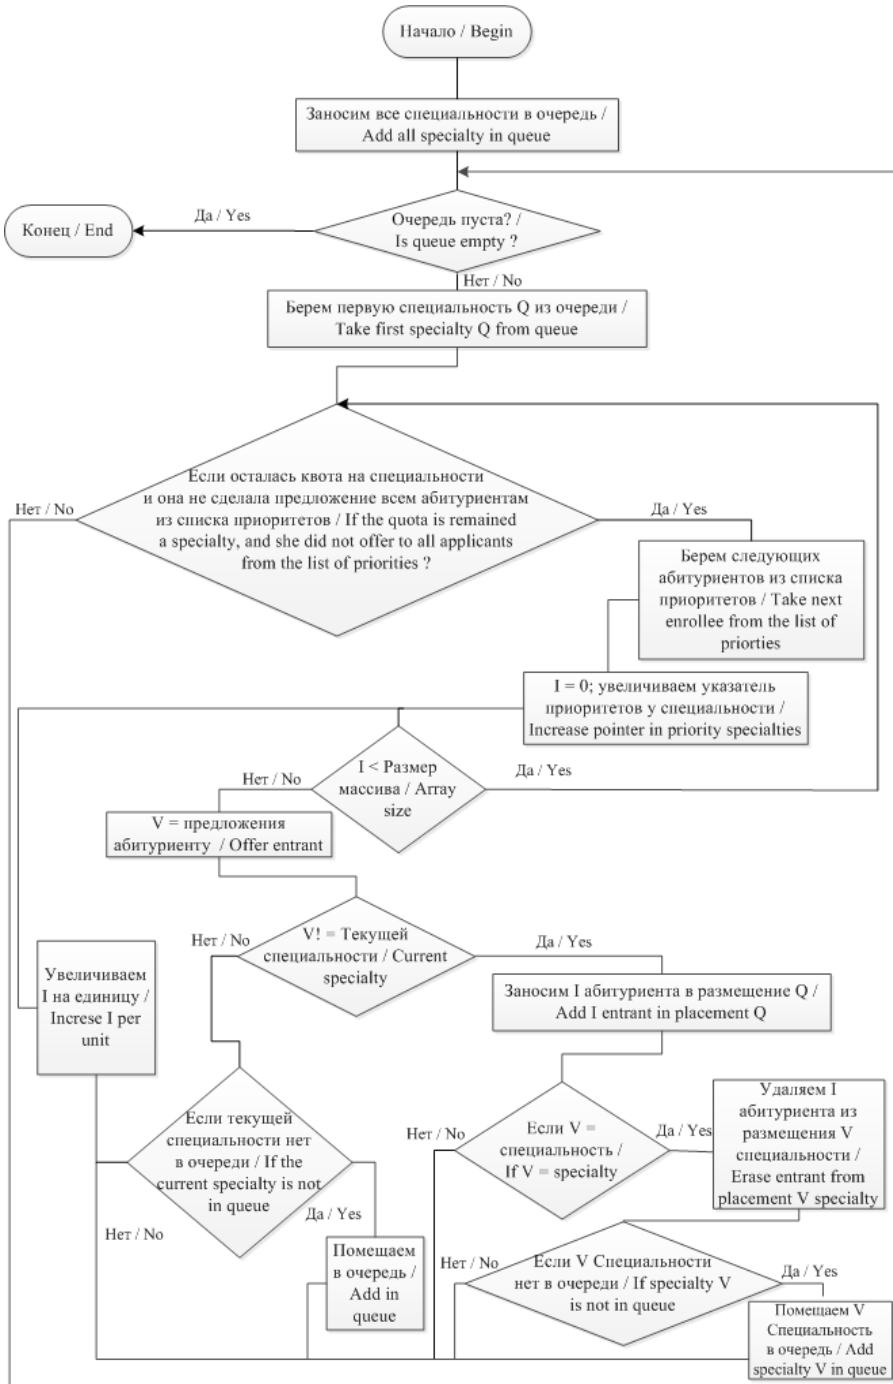 Начало / Begin
Заносим все специальности в очередь /
Add all specialty in queue
Да / Yes
Конец / End
Очередь пуста? /
Is queue empty ?
Нет / No
Берем первую специальность Q из очереди /
Take first specialty Q from queue
Если осталась квота на специальности
и она не сделала предложение всем абитуриентам
из списка приоритетов / If the quota is remained
a specialty, and she did not offer to all applicants
from the list of priorities ?
Нет / No
Да / Yes
Берем следующих
абитуриентов из списка
приоритетов / Take next
enrollee from the list of
priorties
I = 0; увеличиваем указатель
приоритетов у специальности /
Increase pointer in priority specialties
I < Размер
массива / Array
size
Нет / No
Да / Yes
V = предложения
абитуриенту / Offer entrant
V! = Текущей
специальности / Current
specialty
Нет / No
Да / Yes
Увеличиваем
I на единицу /
Increse I per
unit
Заносим I абитуриента в размещение Q /
Add I entrant in placement Q
Если текущей
специальности нет
в очереди / If the
current specialty is not
in queue
Нет / No
Да / Yes
Помещаем
в очередь /
Add in
queue
Если V =
специальность /
If V = specialty
Нет / No
Да / Yes
Удаляем I
абитуриента из
размещения V
специальности /
Erase entrant from
placement V specialty
Если V Специальности
нет в очереди / If specialty V
is not in queue
Нет / No
Да / Yes
Помещаем V
Специальность
в очередь / Add
specialty V in queue